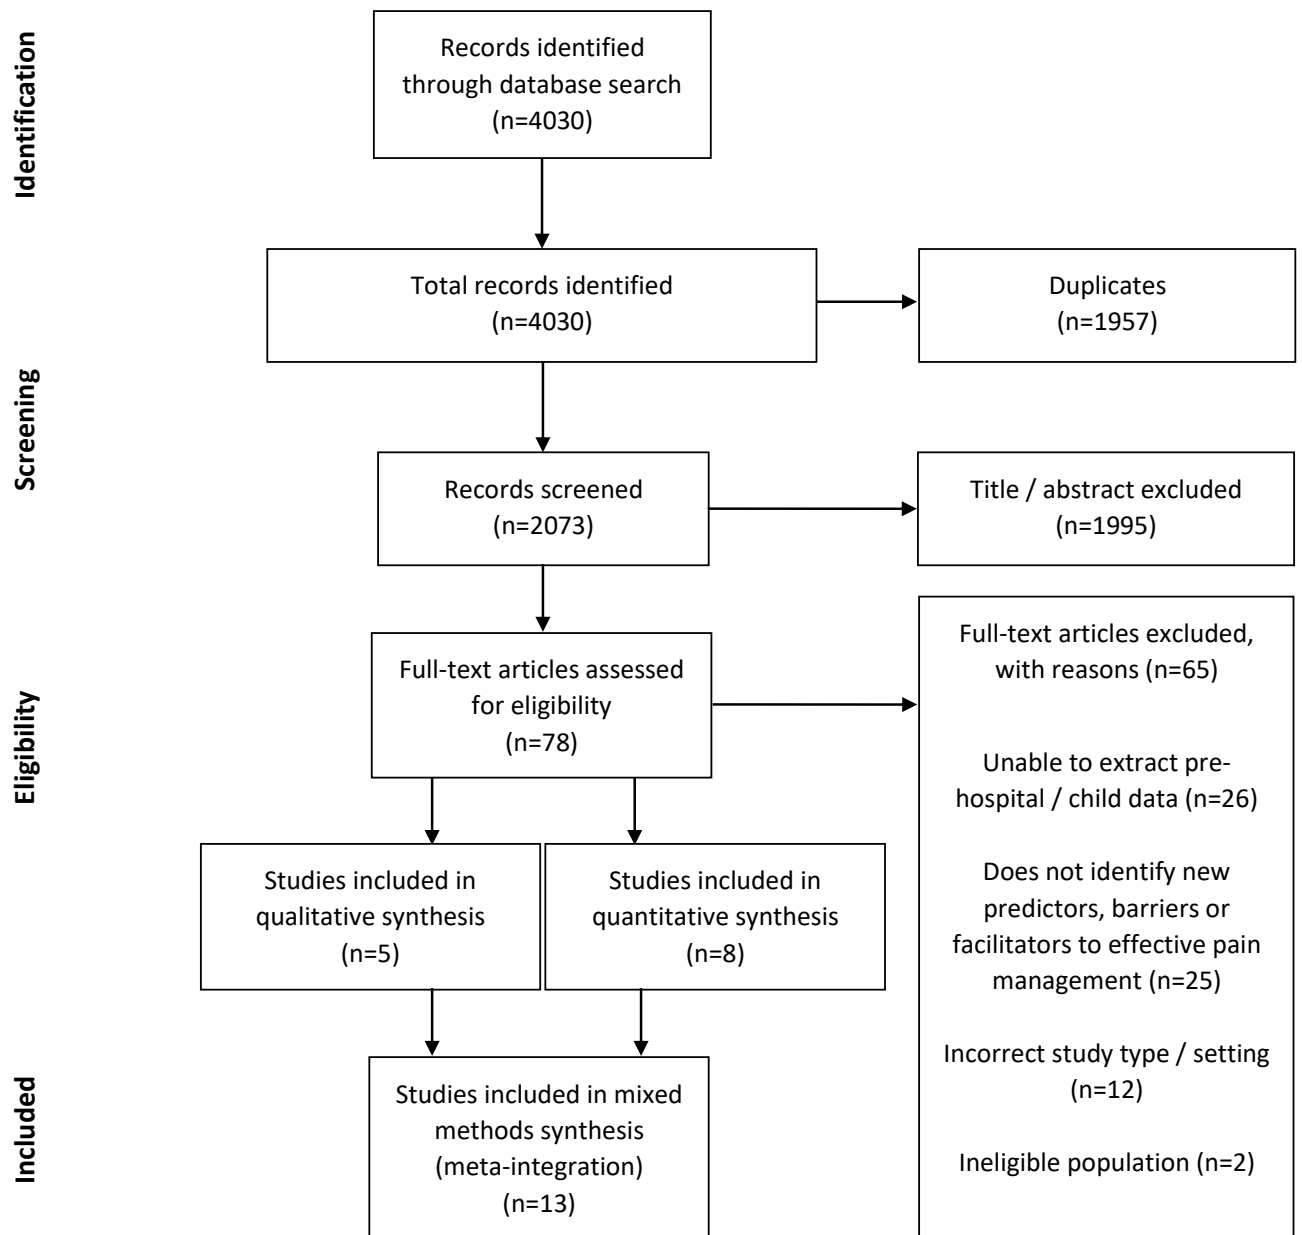 Identification
Records identified
through database search
(n=4030)
Total records identified
(n=4030)
Duplicates
(n=1957)
Screening
Records screened
(n=2073)
Title / abstract excluded
(n=1995)
Eligibility
Full-text articles assessed
for eligibility
(n=78)
Full-text articles excluded,
with reasons (n=65)
Unable to extract pre-
hospital / child data (n=26)
Does not identify new
predictors, barriers or
facilitators to effective pain
management (n=25)
Incorrect study type / setting
(n=12)
Ineligible population (n=2)
Studies included in
qualitative synthesis
(n=5)
Studies included in
quantitative synthesis
(n=8)
Included
Studies included in mixed
methods synthesis
(meta-integration)
(n=13)